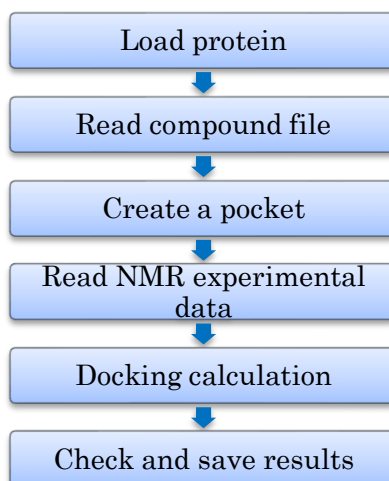 Load protein
Read compound file
Create a pocket
Read NMR experimental
data
Docking calculation
Check and save results